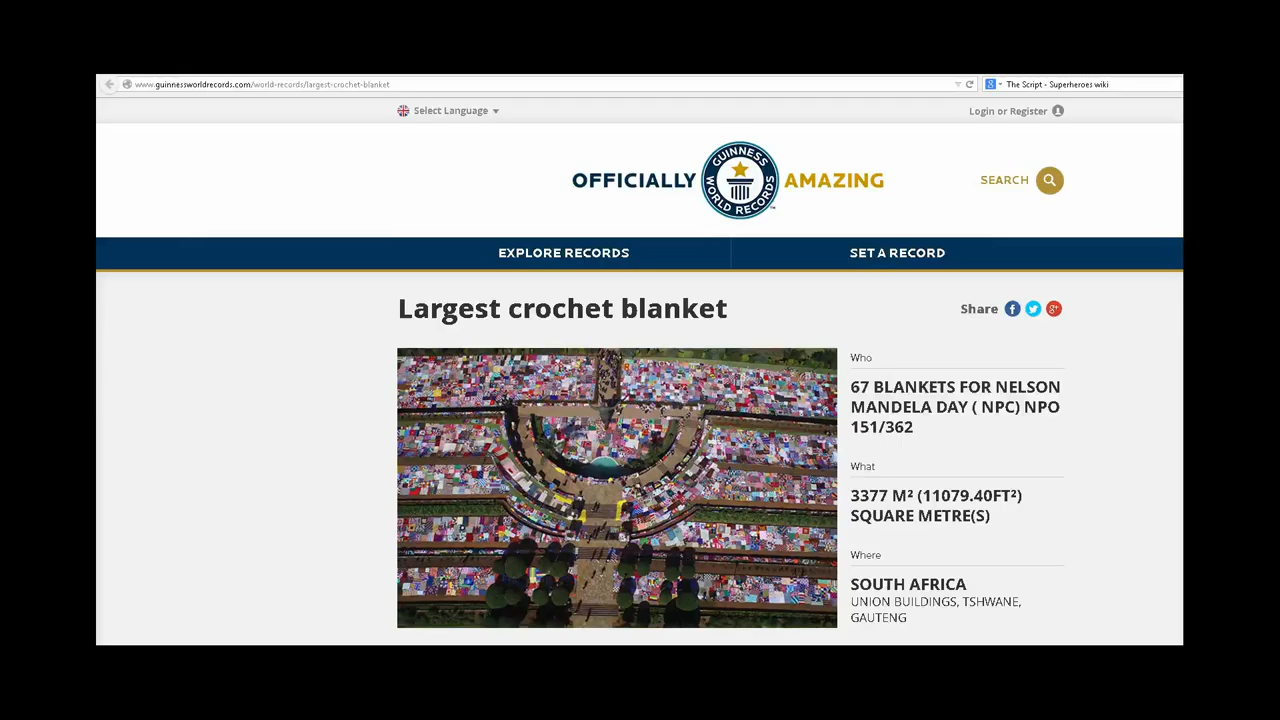 www.guinnessworldrecords.com/world-records/largest-crochet-blanket
The Script - Superheroes wiki
Select Language
Login or Register
OFFICIALLY
GUINNESS WORLD RECORDS
AMAZING
SEARCH
EXPLORE RECORDS
SET A RECORD
Largest crochet blanket
Share
Who
67 BLANKETS FOR NELSON
MANDELA DAY ( NPC) NPO
151/362
What
3377 M² (11079.40FT²)
SQUARE METRE(S)
Where
SOUTH AFRICA
UNION BUILDINGS, TSHWANE,
GAUTENG